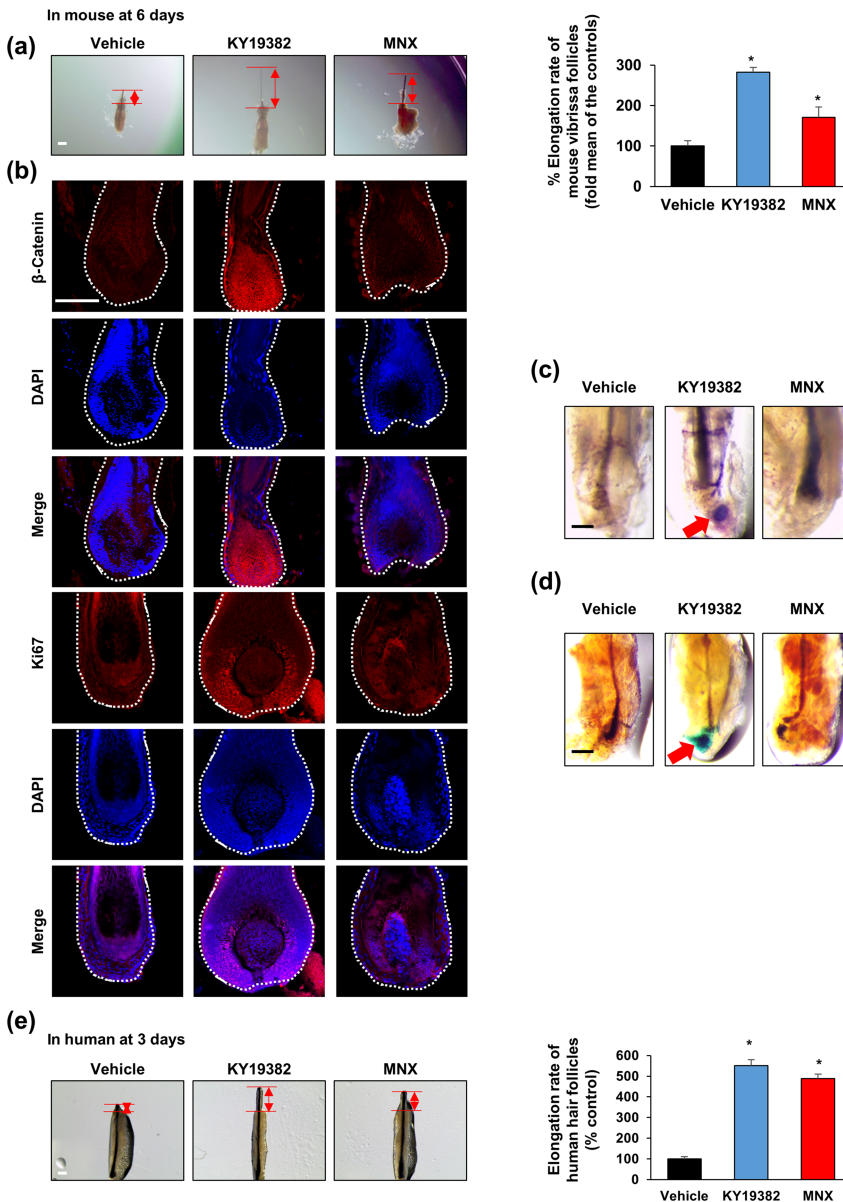 In mouse at 6 days
(a)
Vehicle
KY19382
MNX
% Elongation rate of
mouse vibrissa follicles
(fold mean of the controls)
300
200
100
0
*
*
Vehicle
KY19382
MNX
(b)
β-Catenin
DAPI
Merge
Ki67
DAPI
Merge
(c)
Vehicle
KY19382
MNX
(d)
Vehicle
KY19382
MNX
(e)
In human at 3 days
Vehicle
KY19382
MNX
Elongation rate of
human hair follicles
(% control)
600
500
400
300
200
100
0
*
*
Vehicle
KY19382
MNX